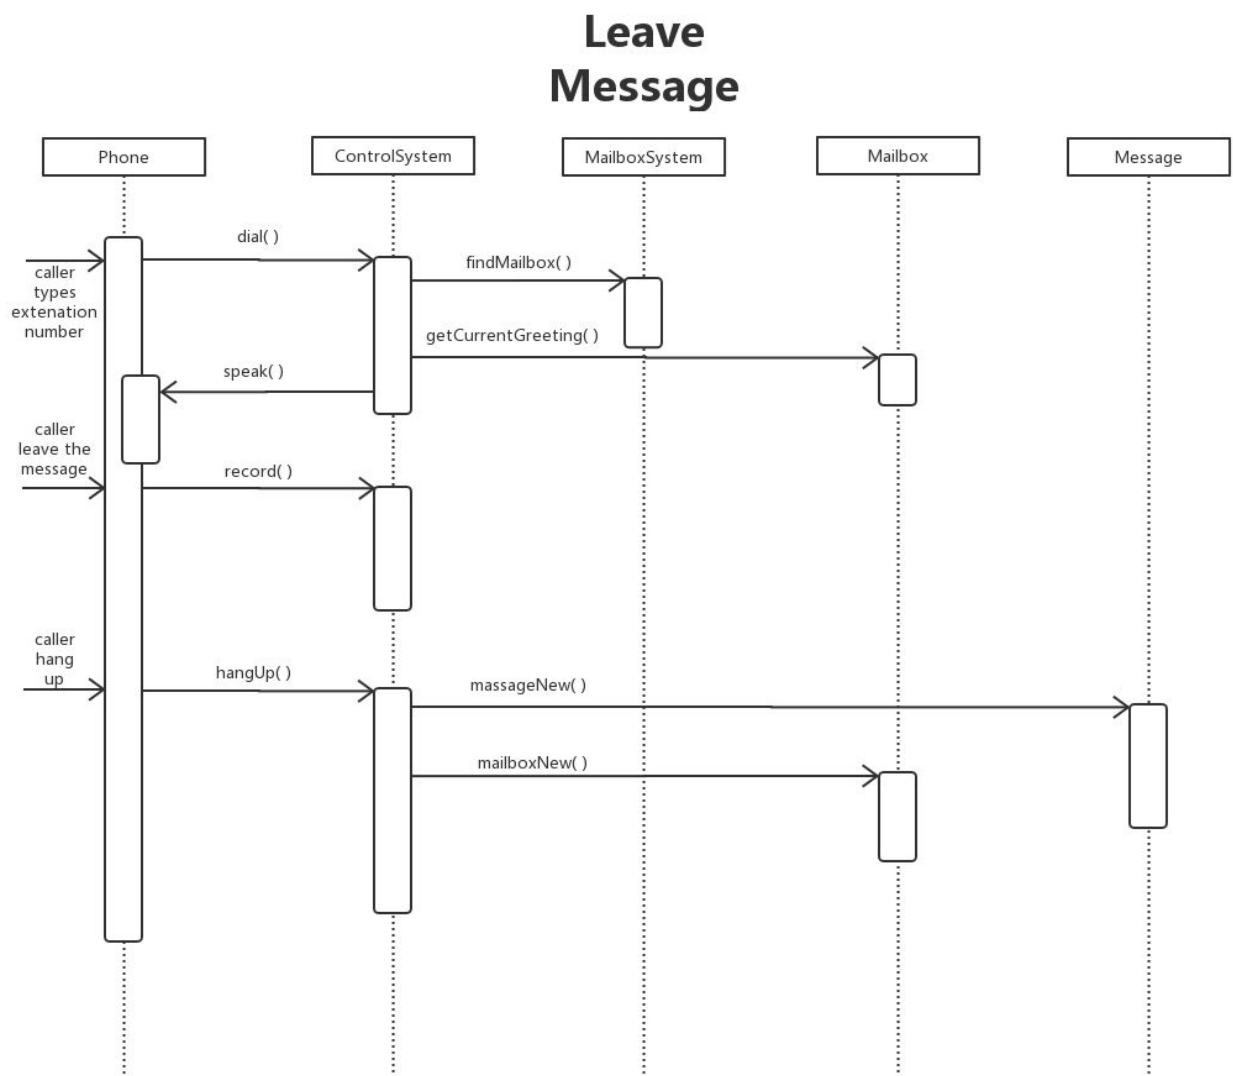 Leave
Message
Phone
ControlSystem
MailboxSystem
Mailbox
Message
dial( )
caller
types
extenation
number
findMailbox( )
getCurrentGreeting( )
speak( )
caller
leave the
message
record( )
caller
hang
up
hangUp( )
massageNew( )
mailboxNew( )